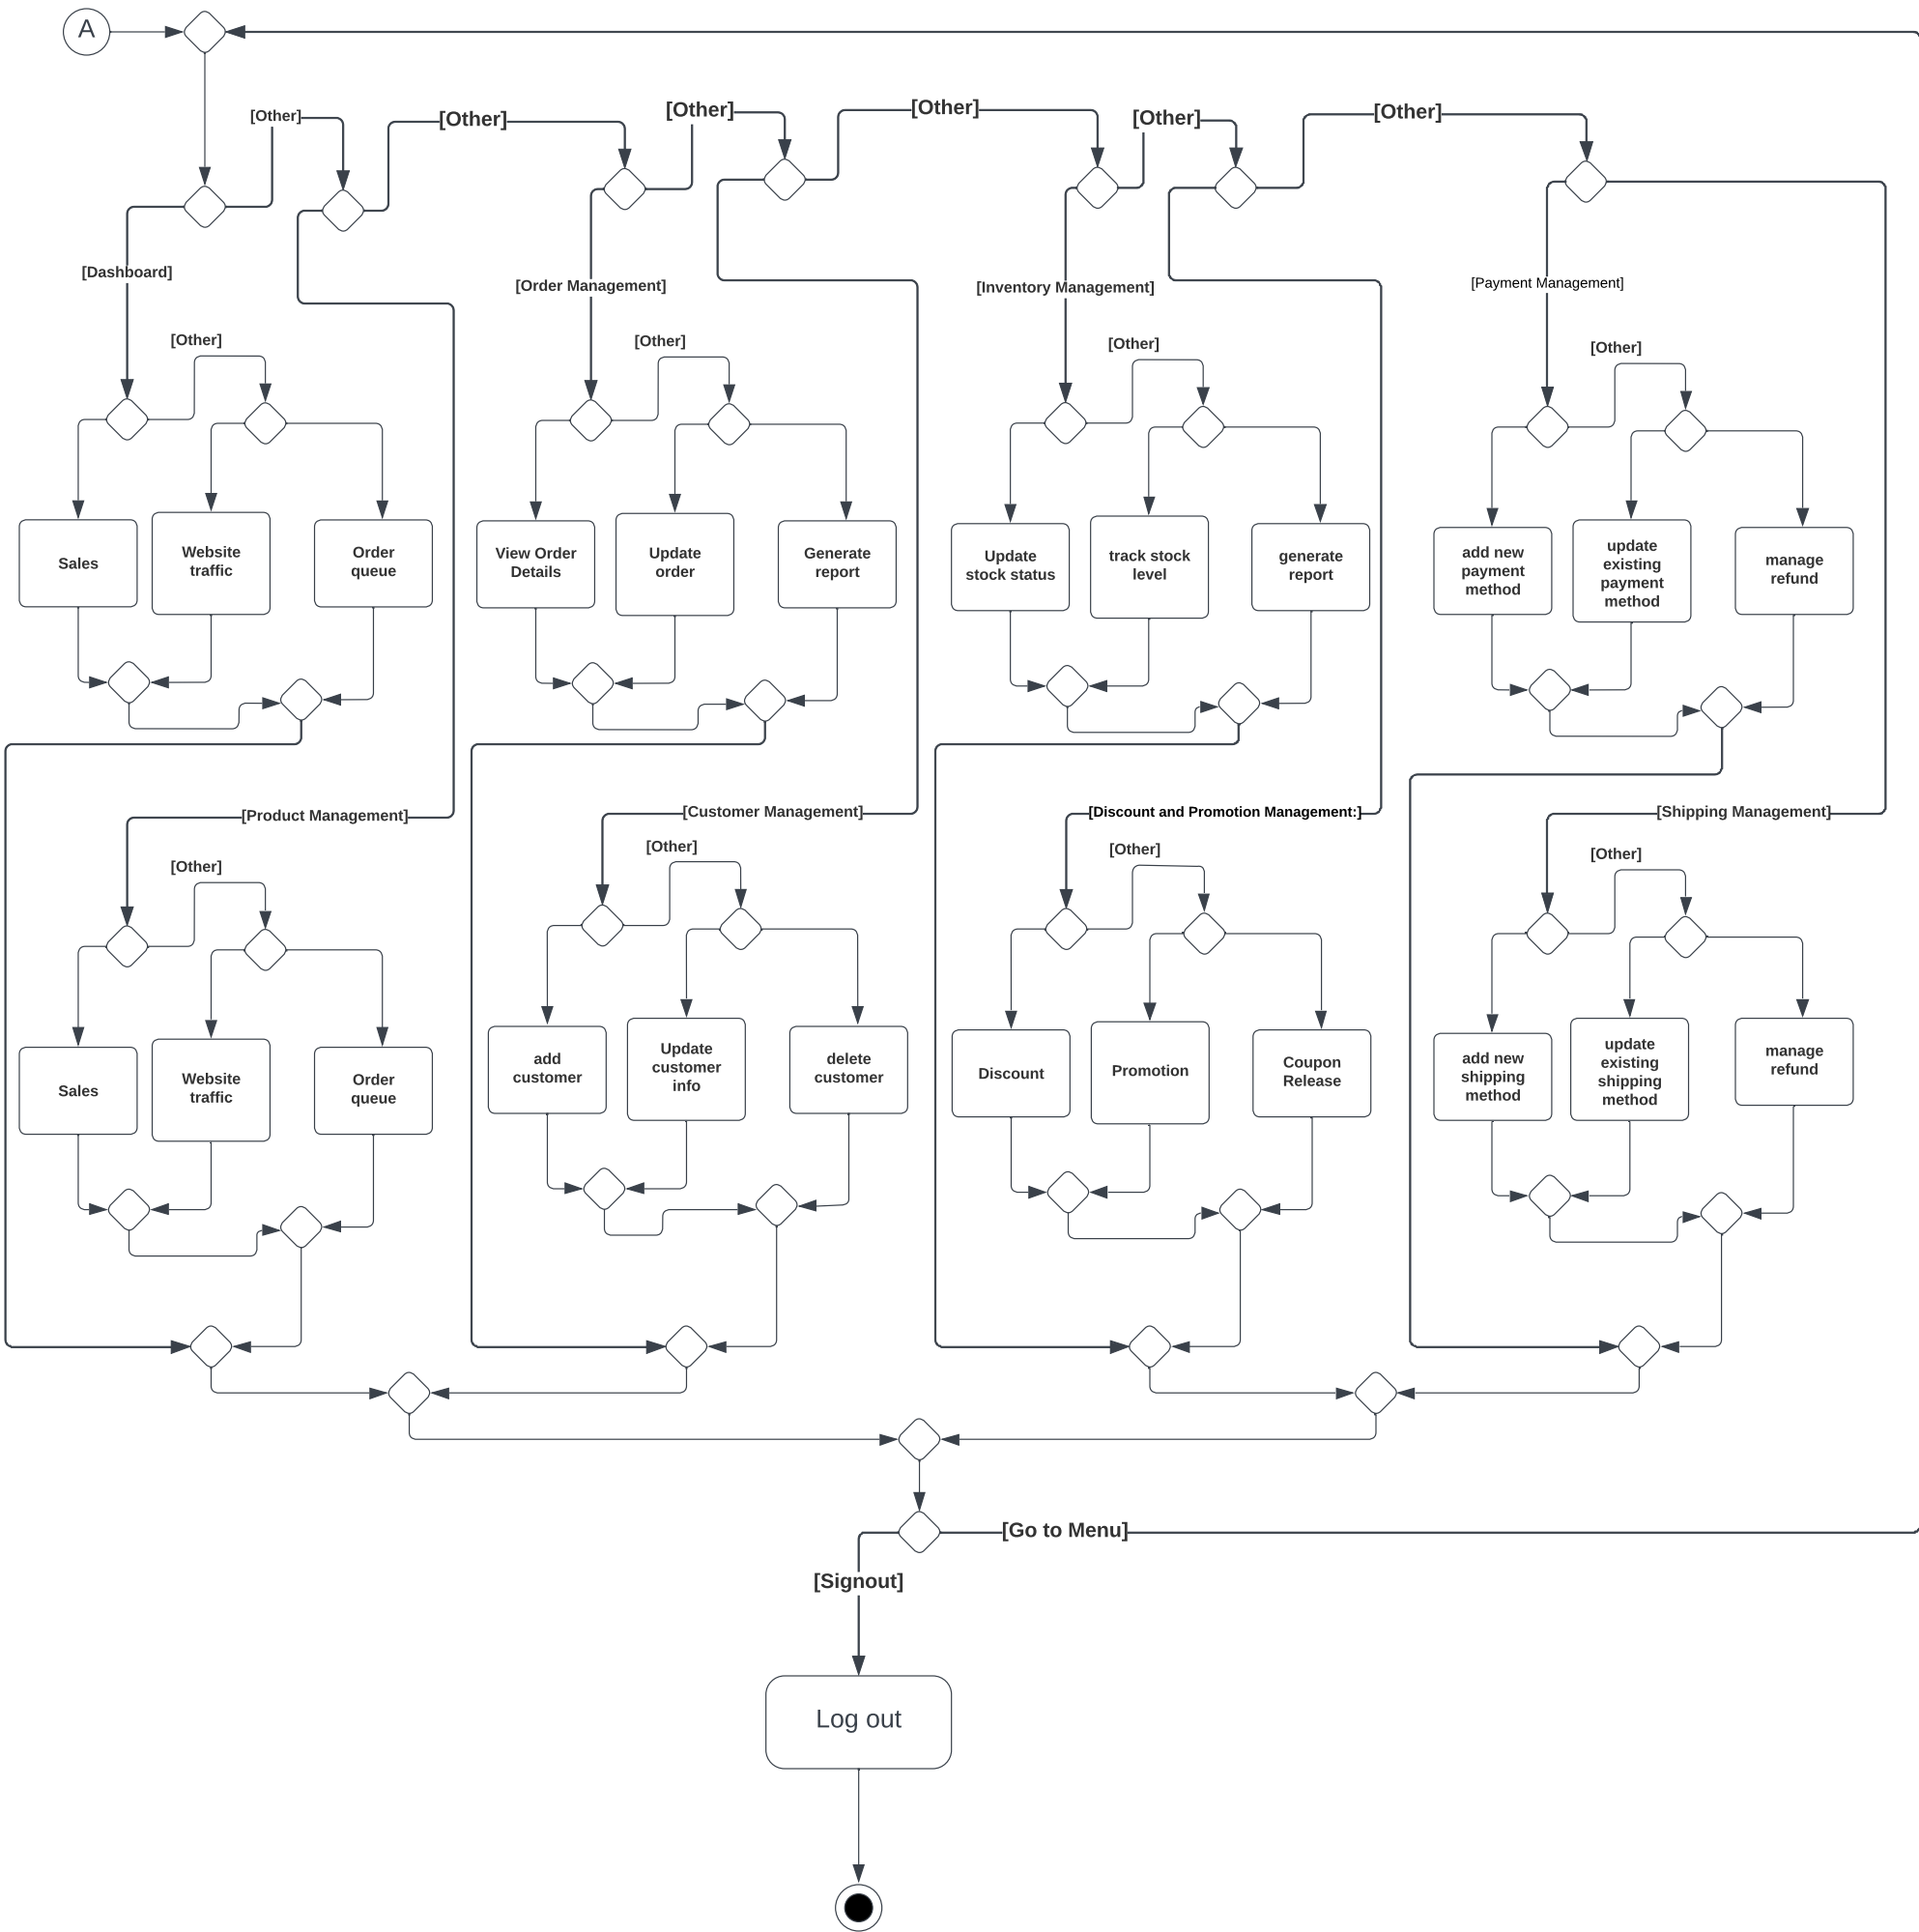 A
[Other]
[Other]
[Other]
[Other]
[Other]
[Other]
[Dashboard]
[Order Management]
[Inventory Management]
[Payment Management]
[Other]
[Other]
[Other]
[Other]
Sales
Website
traffic
Order
queue
View Order
Details
Update
order
Generate
report
Update
stock status
track stock
level
generate
report
add new
payment
method
update
existing
payment
method
manage
refund
[Product Management]
[Customer Management]
[Discount and Promotion Management:]
[Shipping Management]
[Other]
[Other]
[Other]
[Other]
Sales
Website
traffic
Order
queue
add
customer
Update
customer
info
delete
customer
Discount
Promotion
Coupon
Release
add new
shipping
method
update
existing
shipping
method
manage
refund
[Go to Menu]
[Signout]
Log out